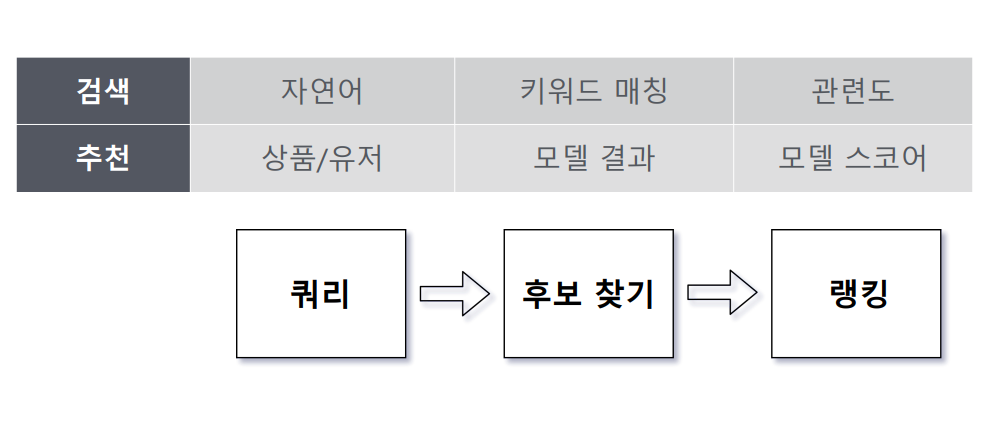 검색 자연어 키워드 매칭 관련도
추천 상품/유저 모델 결과 모델 스코어
쿼리 후보 찾기 랭킹